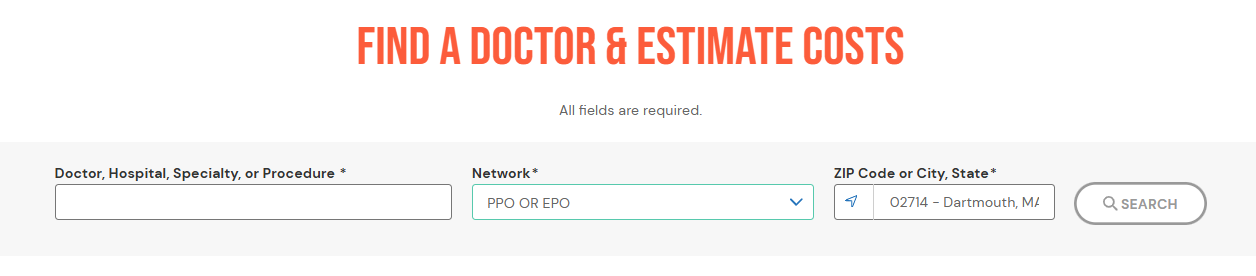 FIND A DOCTOR & ESTIMATE COSTS
All fields are required.
Doctor, Hospital, Specialty, or Procedure * Network* ZIP Code or City, State*
PPO OR EPO 02714 - Dartmouth, MA SEARCH